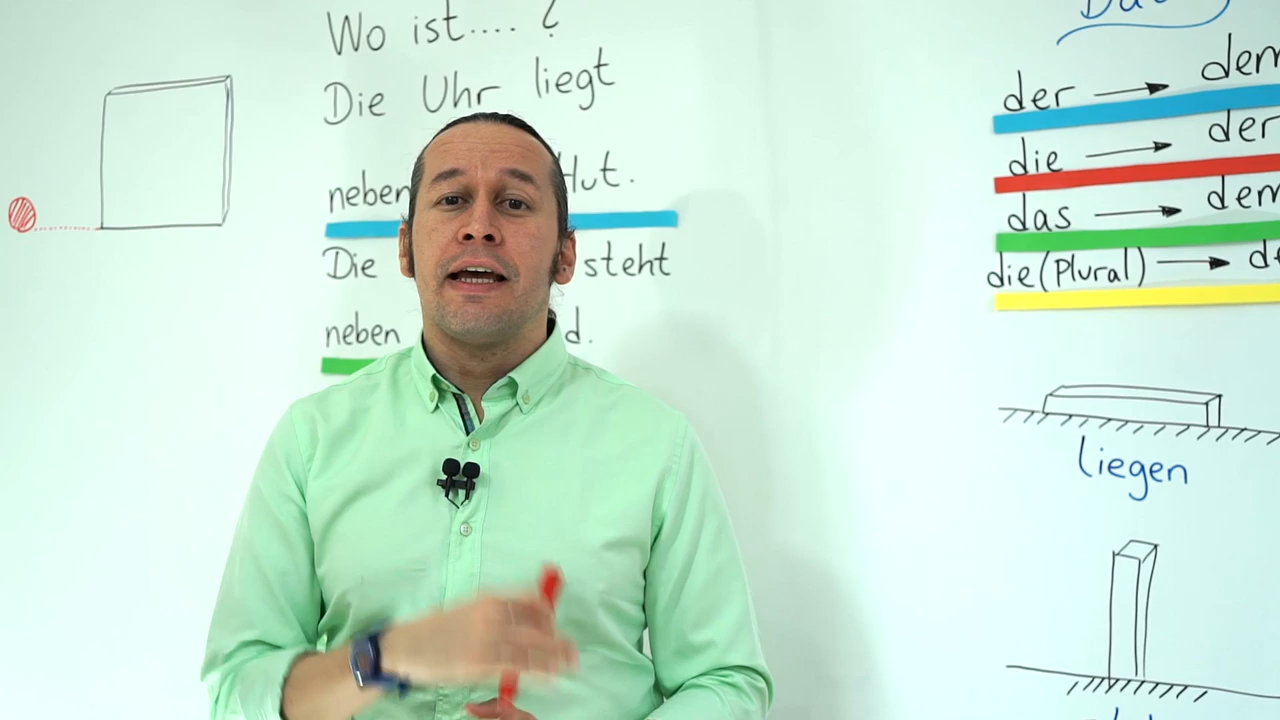 Wo ist.... ?
Die Uhr liegt
neben Hut.
Die steht
neben d.
der → dem
die → der
das → dem
die (Plural) →
liegen